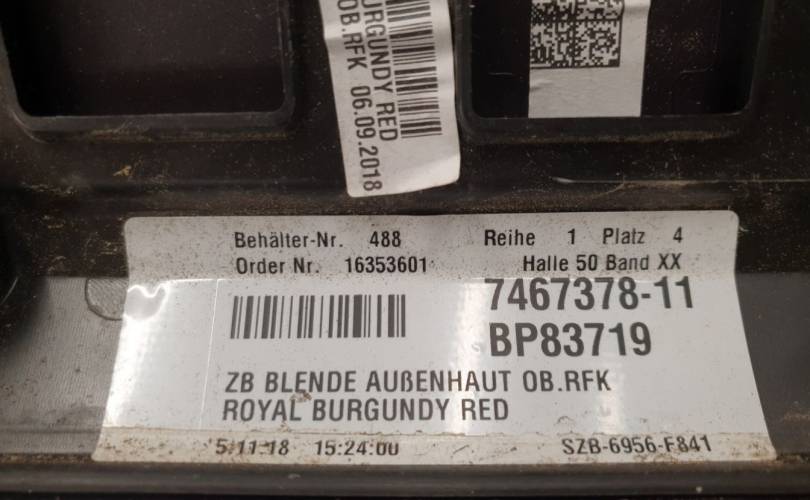 BURGUNDY RED
OB.RFK 06.09.2018
Behälter-Nr. 488 Reihe 1 Platz 4
Order Nr. 16353601 Halle 50 Band XX
7467378-11
BP83719
ZB BLENDE AUßENHAUT OB.RFK
ROYAL BURGUNDY RED
5.11.18 15:24:00 SZB-6956-F841